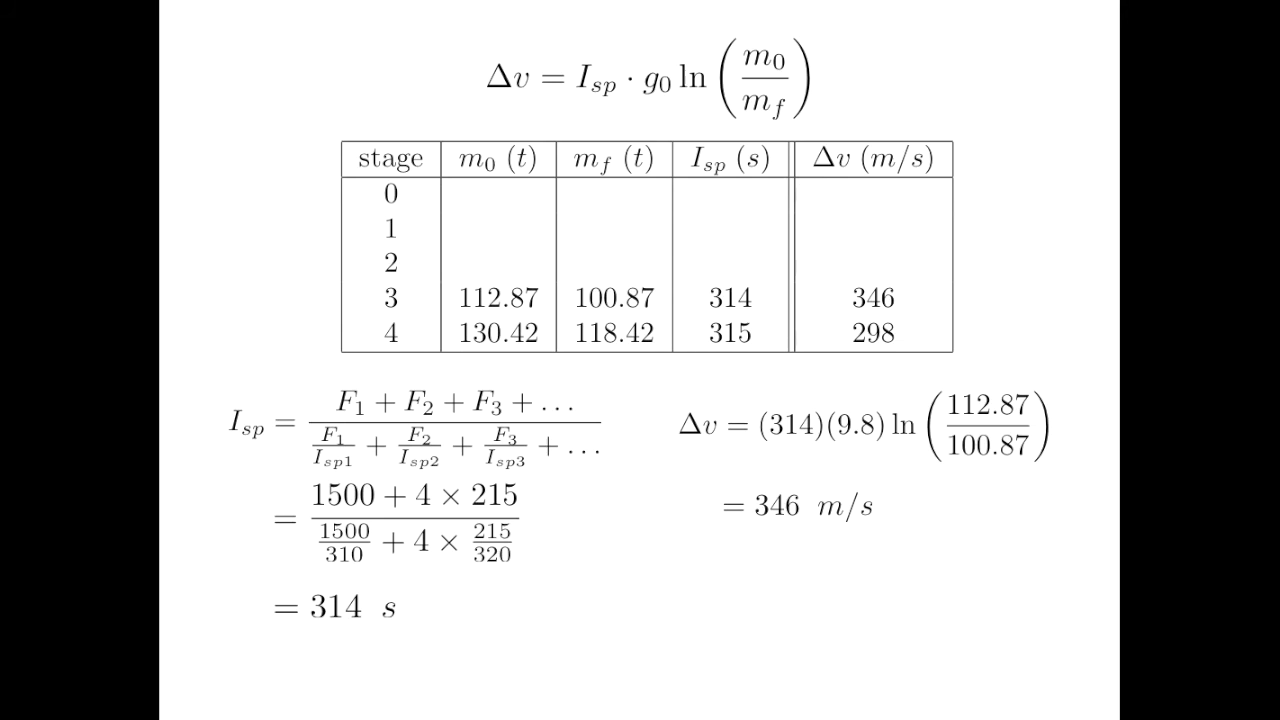 Δv = I_sp · g_0 ln (m_0 / m_f)
stage m_0 (t) m_f (t) I_sp (s) Δv (m/s)
0
1
2
3 112.87 100.87 314 346
4 130.42 118.42 315 298
I_sp = (F_1 + F_2 + F_3 + ...) / (F_1/I_sp1 + F_2/I_sp2 + F_3/I_sp3 + ...)
= (1500 + 4 × 215) / (1500/310 + 4 × 215/320)
= 314 s
Δv = (314)(9.8) ln (112.87 / 100.87)
= 346 m/s